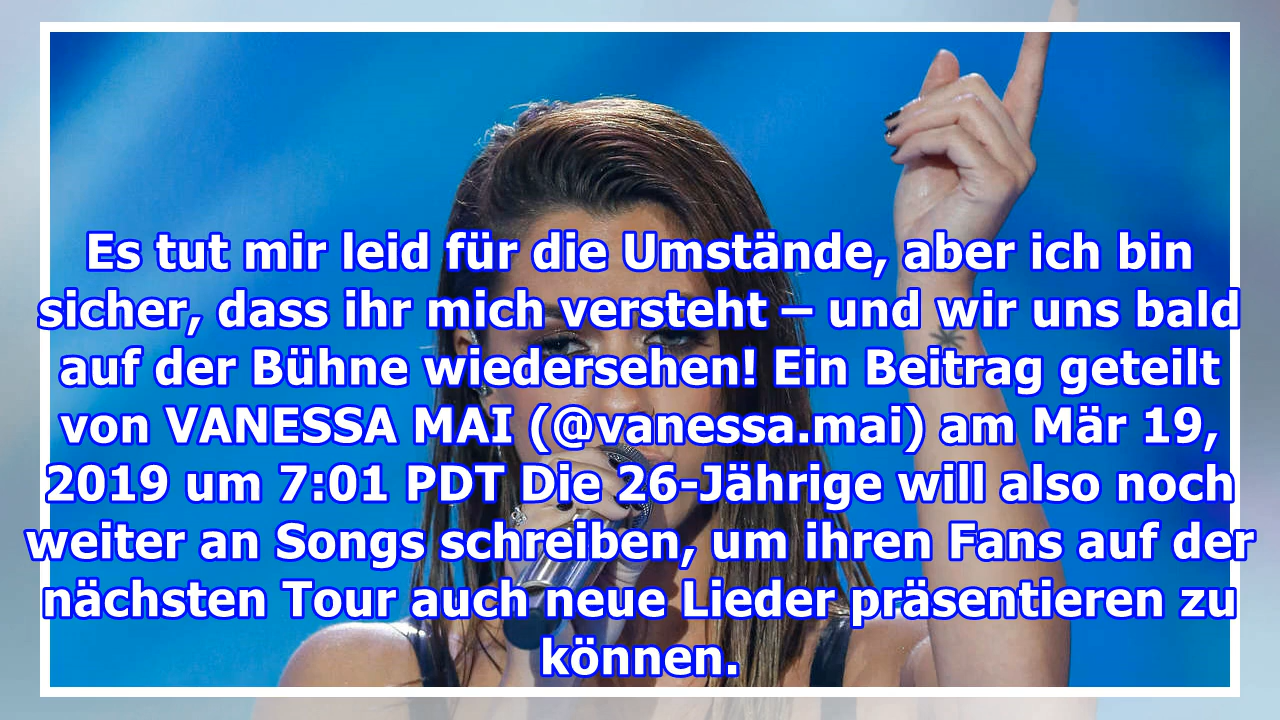 Es tut mir leid für die Umstände, aber ich bin
sicher, dass ihr mich versteht – und wir uns bald
auf der Bühne wiedersehen! Ein Beitrag geteilt
von VANESSA MAI (@vanessa.mai) am Mär 19,
2019 um 7:01 PDT Die 26-Jährige will also noch
weiter an Songs schreiben, um ihren Fans auf der
nächsten Tour auch neue Lieder präsentieren zu
können.